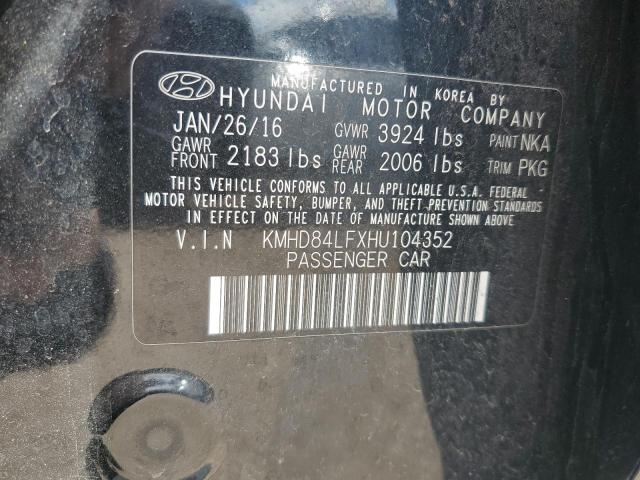 MANUFACTURED IN KOREA BY
HYUNDAI MOTOR COMPANY
JAN/26/16 GVWR 3924 lbs PAINT NKA
GAWR FRONT 2183 lbs GAWR REAR 2006 lbs TRIM PKG
THIS VEHICLE CONFORMS TO ALL APPLICABLE U.S.A. FEDERAL
MOTOR VEHICLE SAFETY, BUMPER, AND THEFT PREVENTION STANDARDS
IN EFFECT ON THE DATE OF MANUFACTURE SHOWN ABOVE
V.I.N KMHD84LFXHU104352
PASSENGER CAR